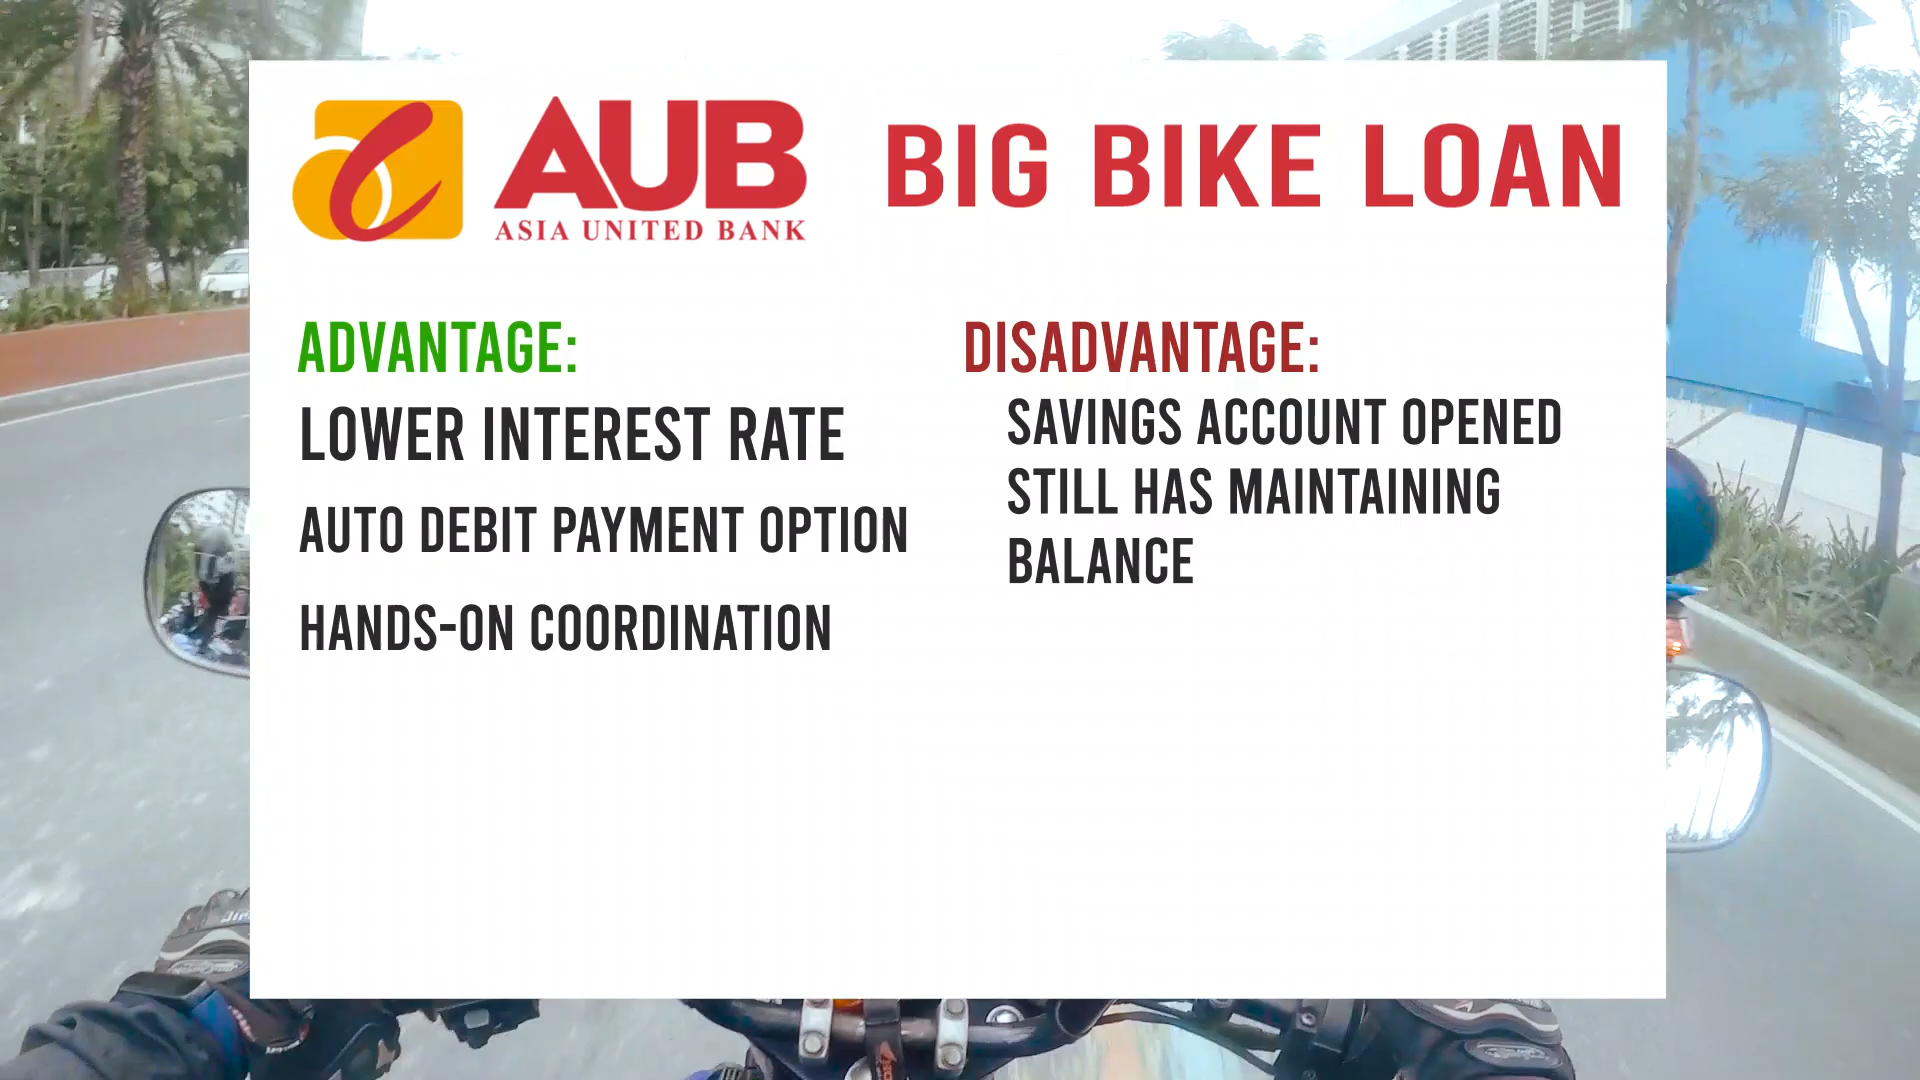 AUB
ASIA UNITED BANK
BIG BIKE LOAN
ADVANTAGE:
LOWER INTEREST RATE
AUTO DEBIT PAYMENT OPTION
HANDS-ON COORDINATION
DISADVANTAGE:
SAVINGS ACCOUNT OPENED
STILL HAS MAINTAINING
BALANCE